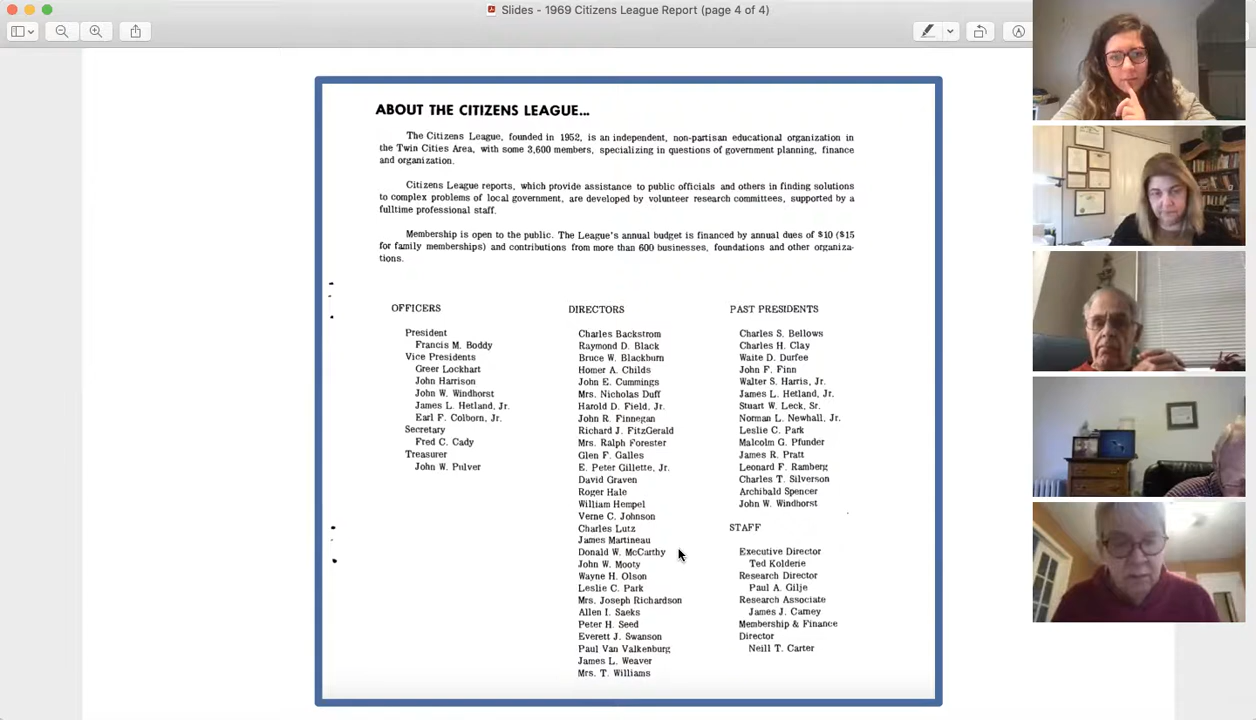 Slides - 1969 Citizens League Report (page 4 of 4)
ABOUT THE CITIZENS LEAGUE...
The Citizens League, founded in 1952, is an independent, non-partisan educational organization in
the Twin Cities Area, with some 3,600 members, specializing in questions of government planning, finance
and organization.
Citizens League reports, which provide assistance to public officials and others in finding solutions
to complex problems of local government, are developed by volunteer research committees, supported by a
fulltime professional staff.
Membership is open to the public. The League's annual budget is financed by annual dues of $10 ($15
for family memberships) and contributions from more than 600 businesses, foundations and other organiza-
tions.
OFFICERS
President
Francis M. Boddy
Vice Presidents
Greer Lockhart
John Harrison
John W. Windhorst
James L. Hetland, Jr.
Earl F. Colborn, Jr.
Secretary
Fred C. Cady
Treasurer
John W. Pulver
DIRECTORS
Charles Backstrom
Raymond D. Black
Bruce W. Blackburn
Homer A. Childs
John E. Cummings
Mrs. Nicholas Duff
Harold D. Field, Jr.
John R. Finnegan
Richard J. FitzGerald
Mrs. Ralph Forester
Glen F. Galles
E. Peter Gillette, Jr.
David Graven
Roger Hale
William Hempel
Verne C. Johnson
Charles Lutz
James Martineau
Donald W. McCarthy
John W. Mooty
Wayne H. Olson
Leslie C. Park
Mrs. Joseph Richardson
Allen I. Saeks
Peter H. Seed
Everett J. Swanson
Paul Van Valkenburg
James L. Weaver
Mrs. T. Williams
PAST PRESIDENTS
Charles S. Bellows
Charles H. Clay
Waite D. Durfee
John F. Finn
Walter S. Harris, Jr.
James L. Hetland, Jr.
Stuart W. Leck, Sr.
Norman L. Newhall, Jr.
Leslie C. Park
Malcolm G. Pfunder
James R. Pratt
Leonard F. Ramberg
Charles T. Silverson
Archibald Spencer
John W. Windhorst
STAFF
Executive Director
Ted Kolderie
Research Director
Paul A. Gilje
Research Associate
James J. Carney
Membership & Finance
Director
Neill T. Carter